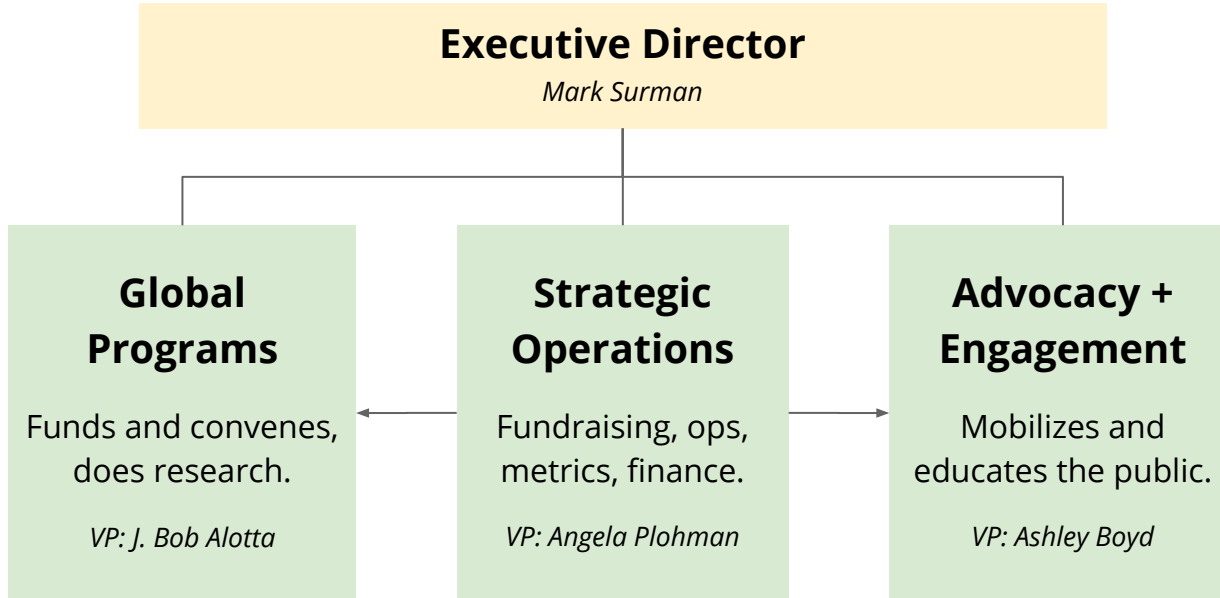 Executive Director
Mark Surman
Global
Programs
Funds and convenes,
does research.
VP: J. Bob Alotta
Strategic
Operations
Fundraising, ops,
metrics, finance.
VP: Angela Plohman
Advocacy +
Engagement
Mobilizes and
educates the public.
VP: Ashley Boyd